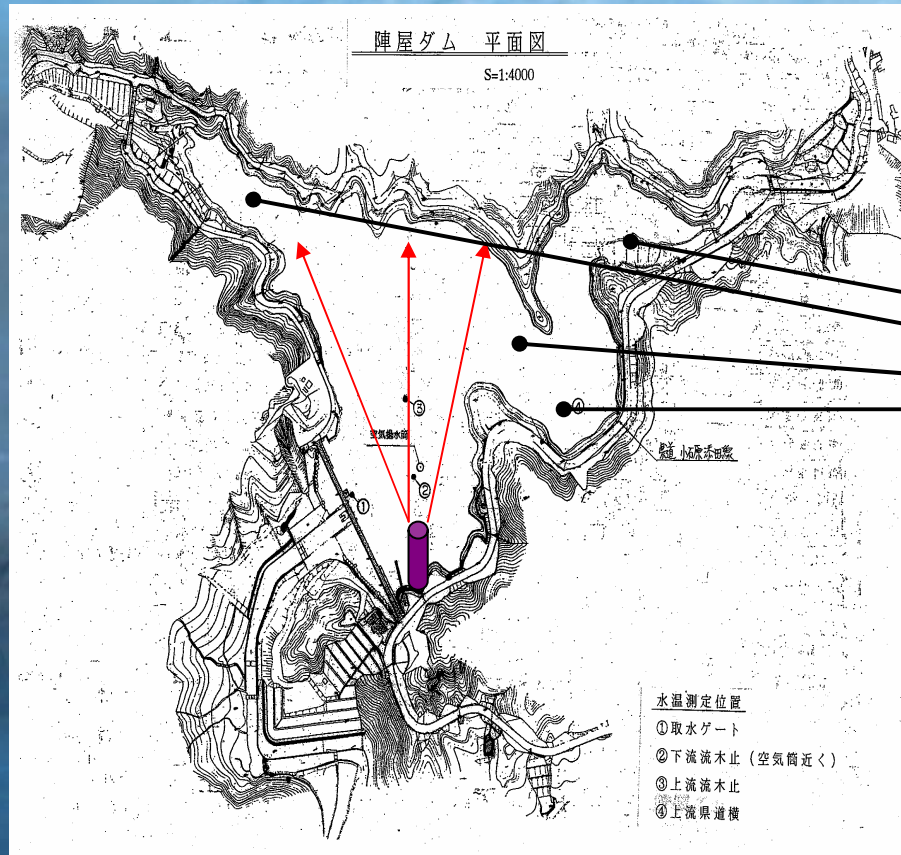 陣屋ダム 平面図
S=1:4000
④
③
空気揚水筒
②
①
県道 小石原添田線
水温測定位置
①取水ゲート
②下流流木止（空気筒近く）
③上流流木止
④上流県道横